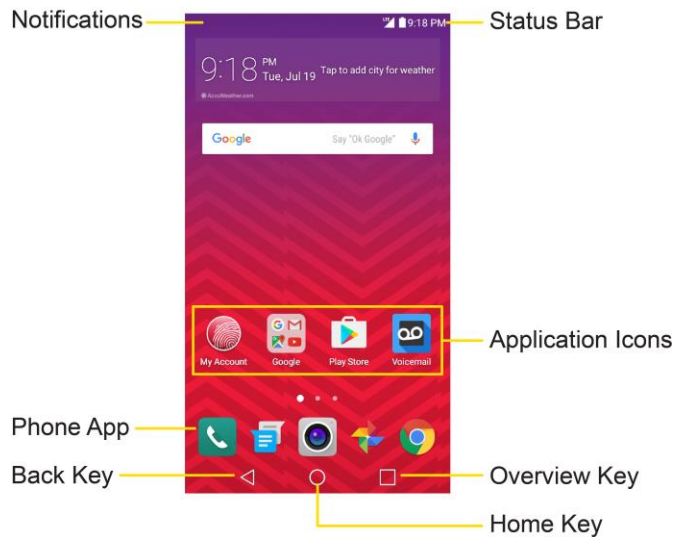 Notifications
Status Bar
LTE 9:18 PM
9:18 PM
Tue, Jul 19
Tap to add city for weather
AccuWeather.com
Google
Say "Ok Google"
My Account
Google
Play Store
Voicemail
Application Icons
Phone App
Back Key
Overview Key
Home Key